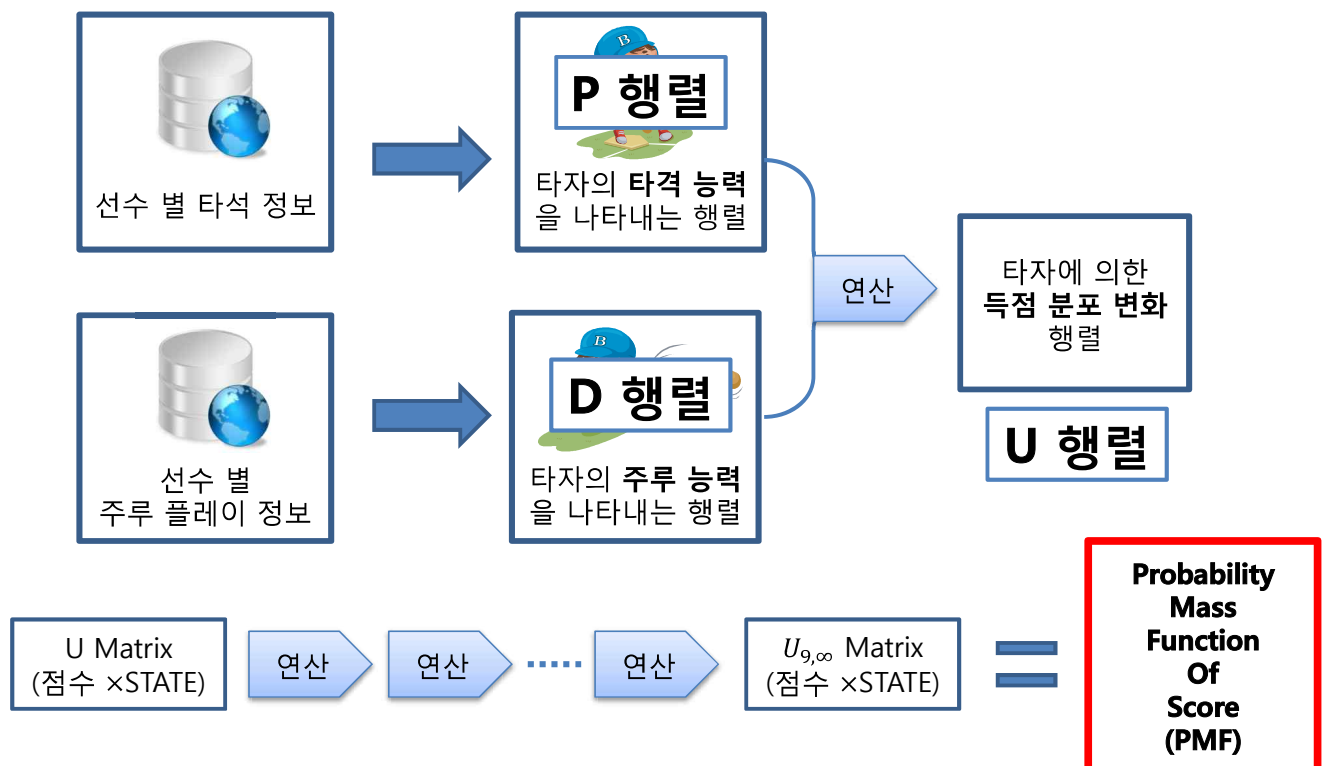 선수 별 타석 정보
B
P 행렬
타자의 타격 능력
을 나타내는 행렬
선수 별
주루 플레이 정보
B
D 행렬
타자의 주루 능력
을 나타내는 행렬
연산
타자에 의한
득점 분포 변화
행렬
U 행렬
U Matrix
(점수 ×STATE)
연산
연산
연산
$U_{9,\infty}$ Matrix
(점수 ×STATE)
Probability
Mass
Function
Of
Score
(PMF)